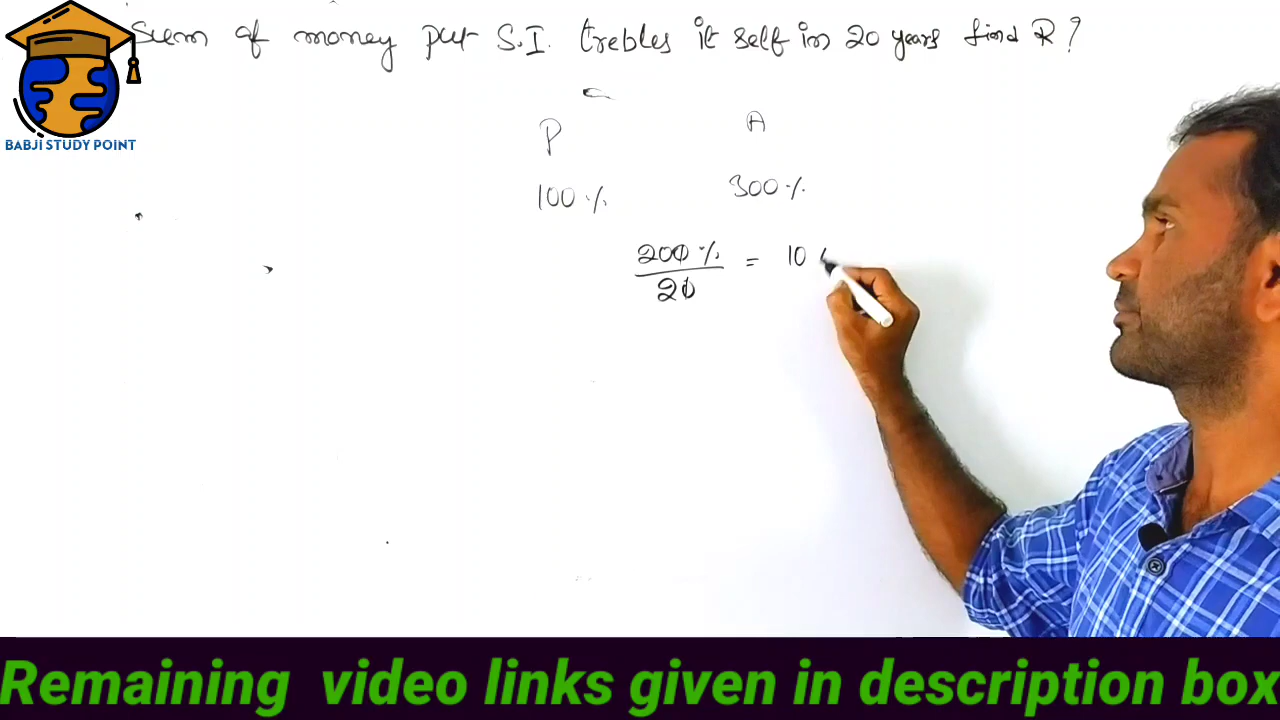 Sum of money put S.I. trebles it self in 20 years find R?
P A
100 % 300 %
200 % = 10
20
BABJI STUDY POINT
Remaining video links given in description box